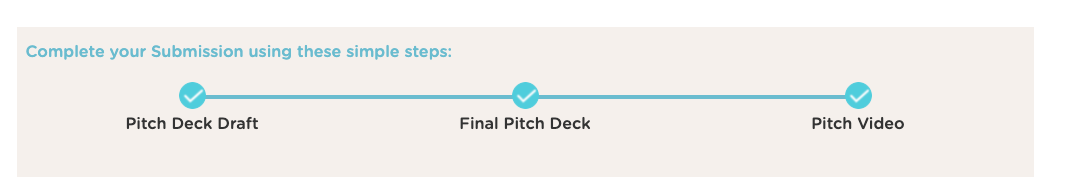 Complete your Submission using these simple steps:
Pitch Deck Draft
Final Pitch Deck
Pitch Video